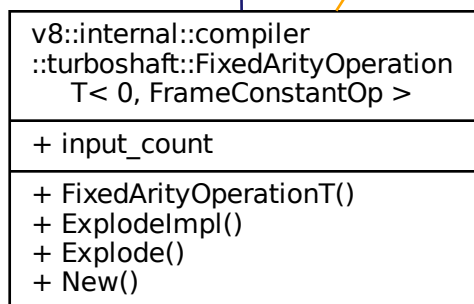 v8::internal::compiler
::turboshaft::FixedArityOperation
T< 0, FrameConstantOp >
+ input_count
+ FixedArityOperationT()
+ ExplodeImpl()
+ Explode()
+ New()